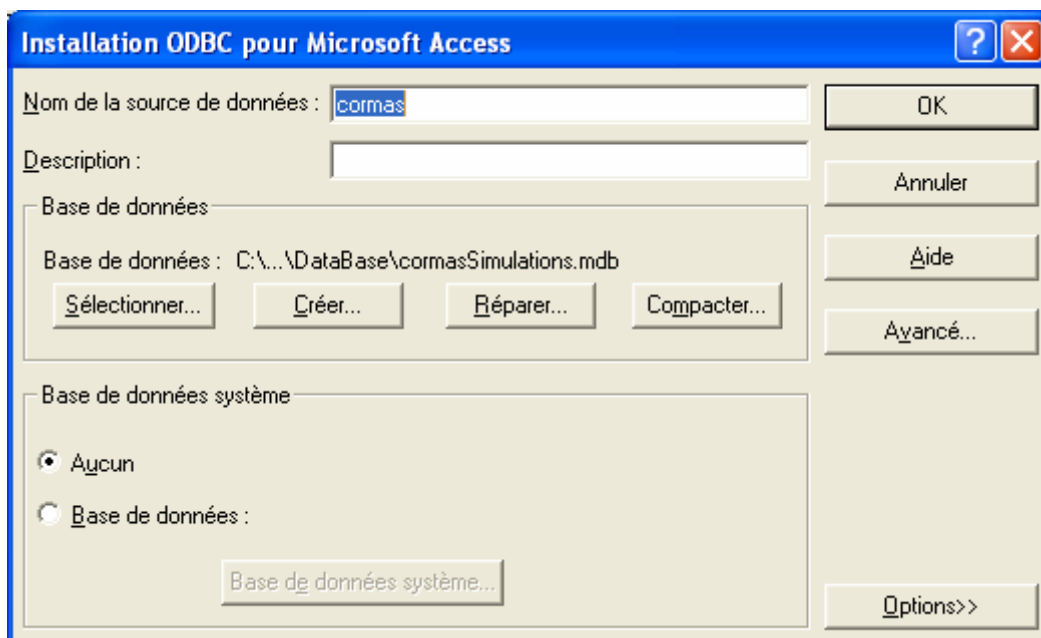 Installation ODBC pour Microsoft Access
Nom de la source de données : cormas
OK
Description :
Annuler
Base de données
Base de données : C:\...\DataBase\cormasSimulations.mdb
Aide
Sélectionner... Créer... Réparer... Compacter...
Avancé...
Base de données système
Aucun
Base de données :
Base de données système...
Options>>